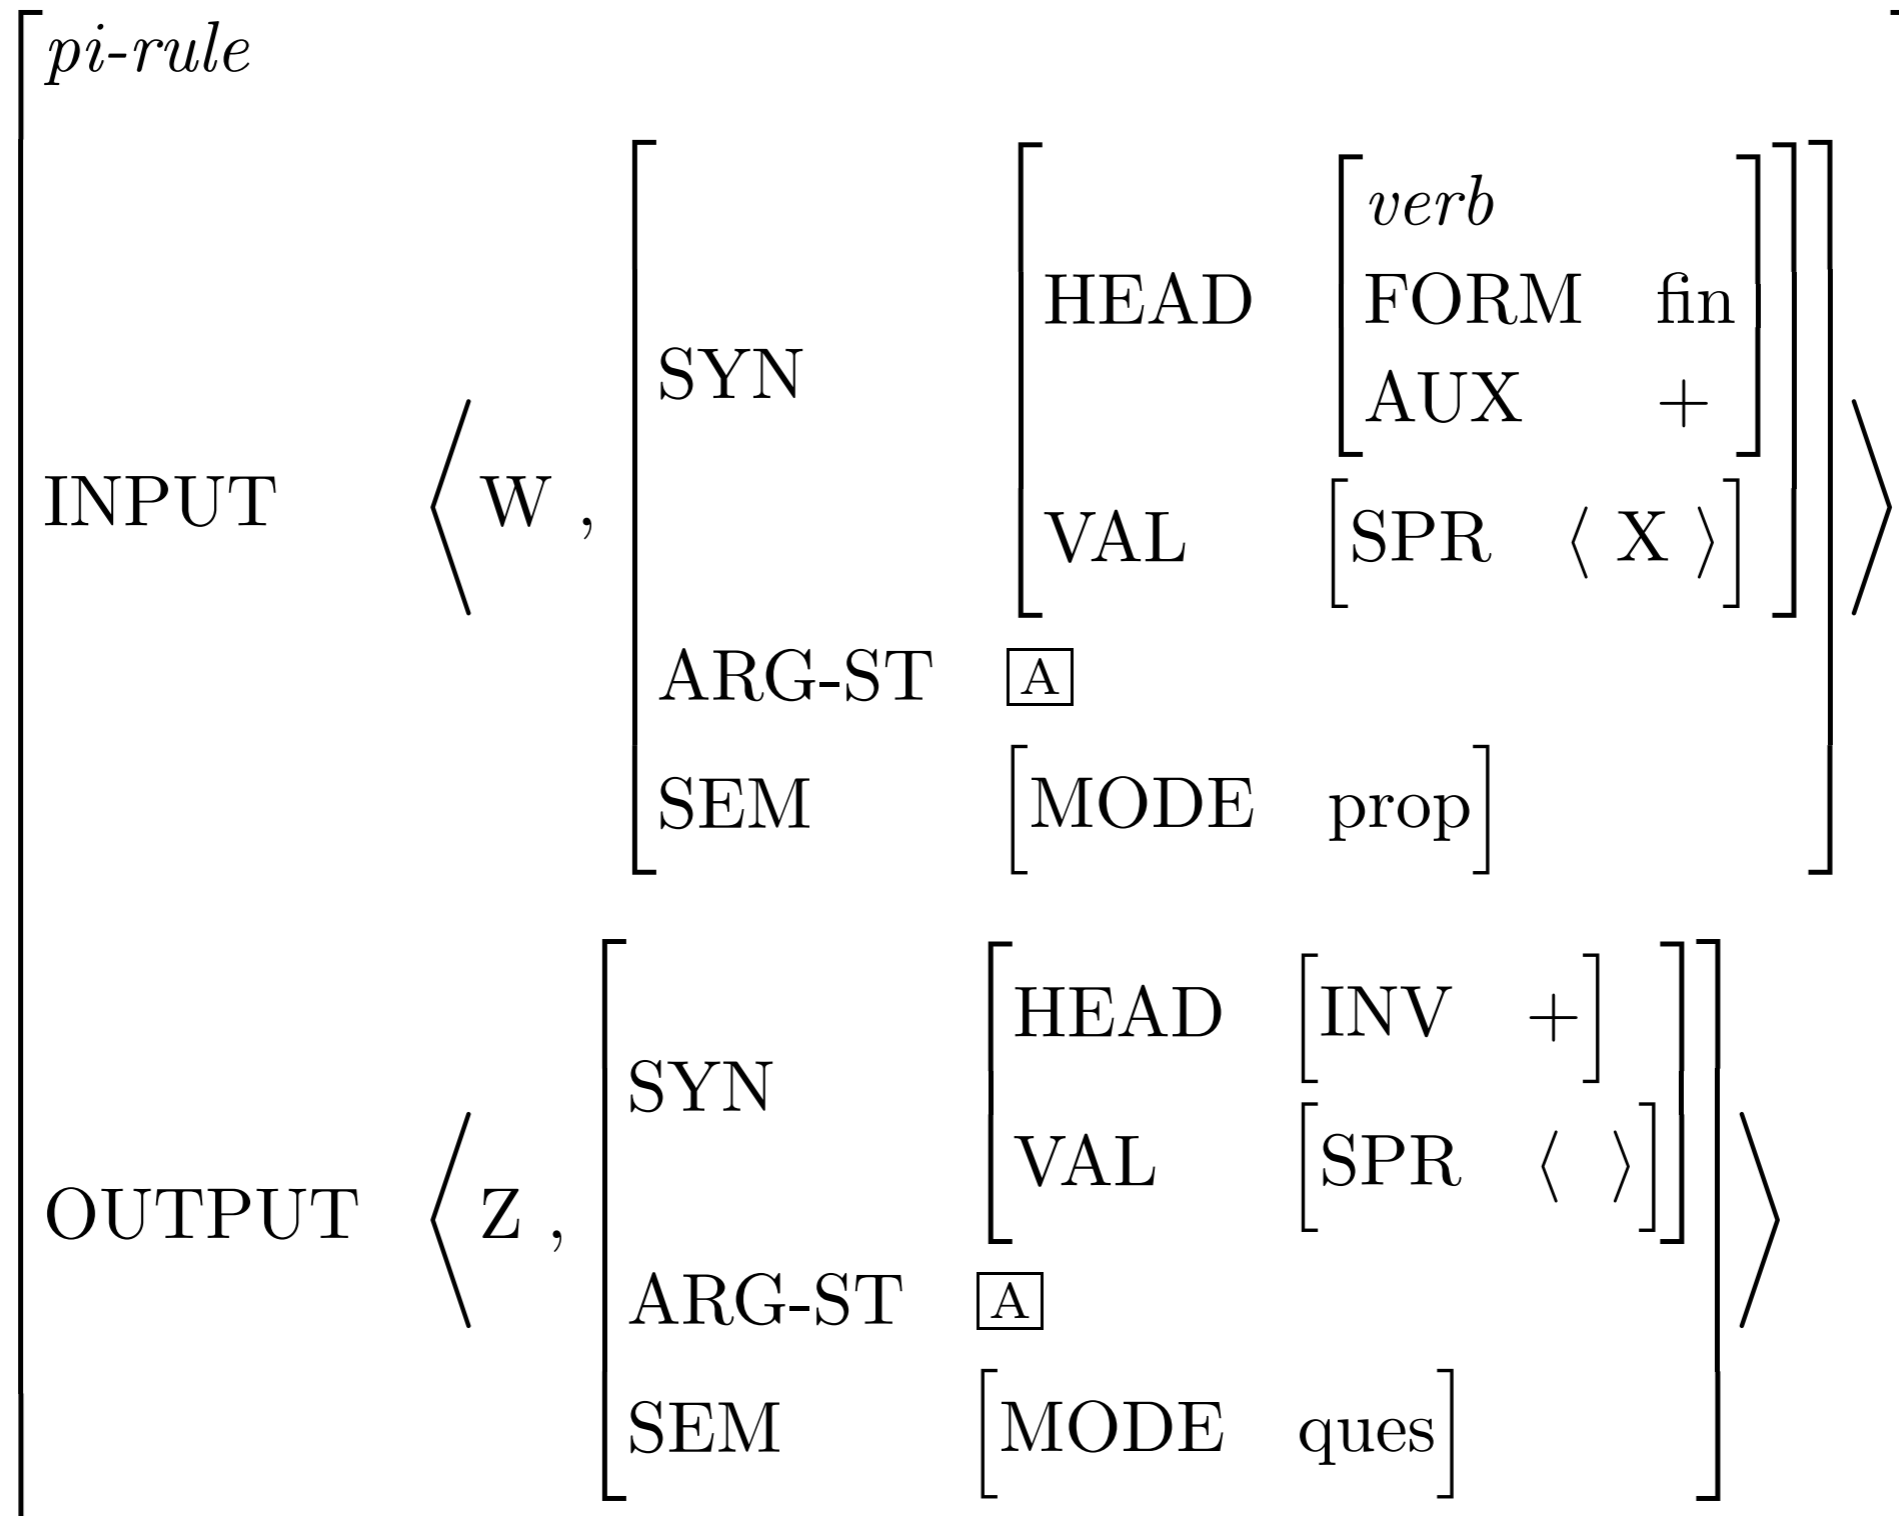 pi-rule
verb
HEAD FORM fin
SYN AUX +
INPUT ⟨ W , VAL [SPR ⟨ X ⟩] ⟩
ARG-ST A
SEM [MODE prop]
HEAD [INV +]
SYN
VAL [SPR ⟨ ⟩]
OUTPUT ⟨ Z , ⟩
ARG-ST A
SEM [MODE ques]